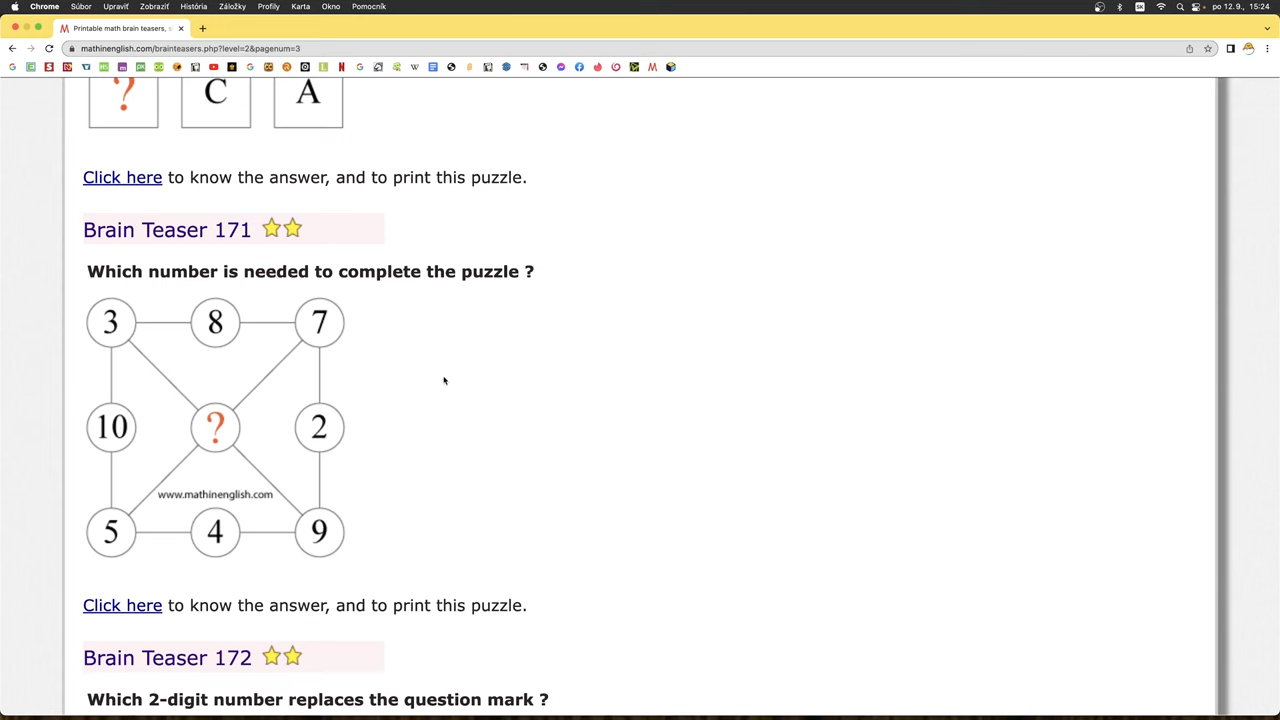 Chrome Súbor Upraviť Zobraziť História Záložky Profily Karta Okno Pomocník SK po 12.9., 15:24
Printable math brain teasers, s
mathinenglish.com/brainteasers.php?level=2&pagenum=3
? C A
Click here to know the answer, and to print this puzzle.
Brain Teaser 171
Which number is needed to complete the puzzle ?
3 8 7
10 ? 2
www.mathinenglish.com
5 4 9
Click here to know the answer, and to print this puzzle.
Brain Teaser 172
Which 2-digit number replaces the question mark ?